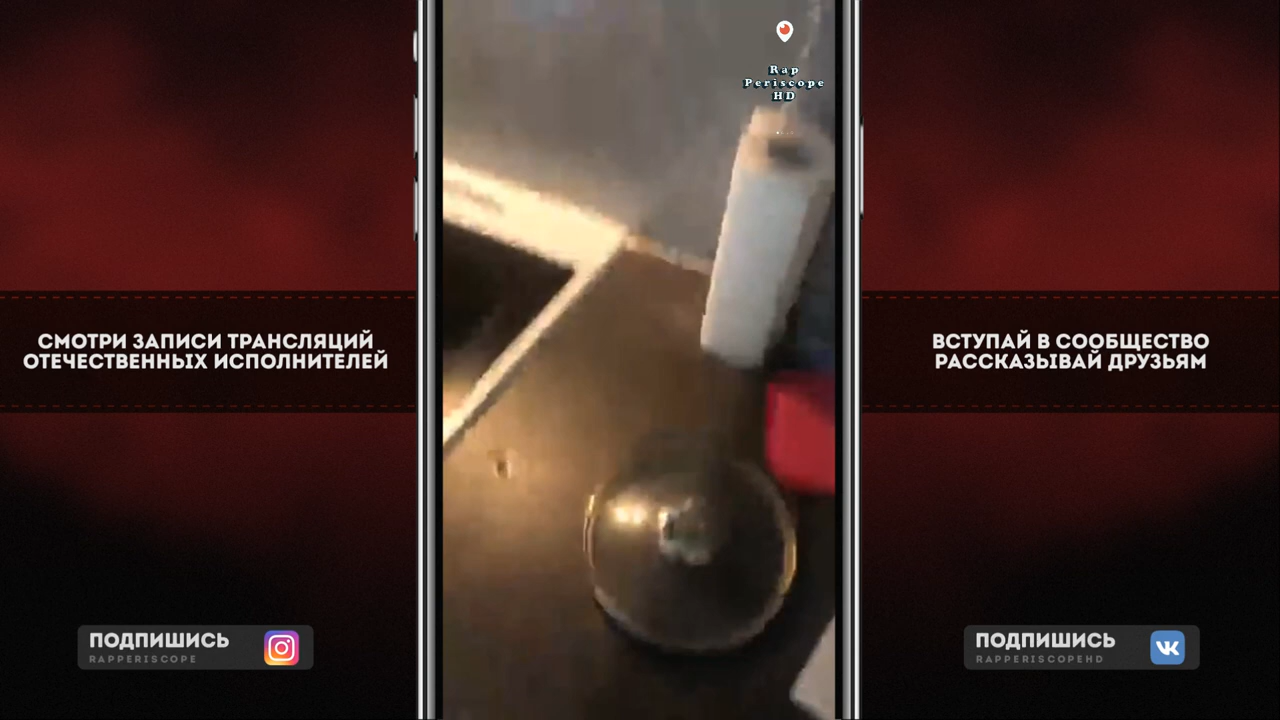 Rap
Periscope
HD
СМОТРИ ЗАПИСИ ТРАНСЛЯЦИЙ
ОТЕЧЕСТВЕННЫХ ИСПОЛНИТЕЛЕЙ
ВСТУПАЙ В СООБЩЕСТВО
РАССКАЗЫВАЙ ДРУЗЬЯМ
ПОДПИШИСЬ
RAPPERISCOPE
ПОДПИШИСЬ
RAPPERISCOPEHD